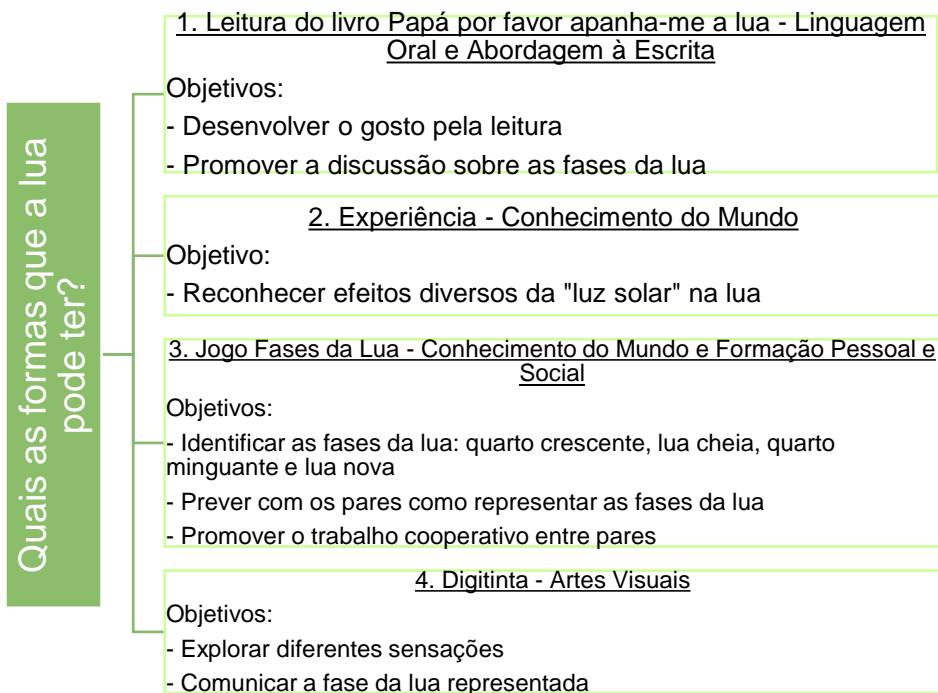 Quais as formas que a lua
pode ter?
1. Leitura do livro Papá por favor apanha-me a lua - Linguagem
Oral e Abordagem à Escrita
Objetivos:
- Desenvolver o gosto pela leitura
- Promover a discussão sobre as fases da lua
2. Experiência - Conhecimento do Mundo
Objetivo:
- Reconhecer efeitos diversos da "luz solar" na lua
3. Jogo Fases da Lua - Conhecimento do Mundo e Formação Pessoal e
Social
Objetivos:
- Identificar as fases da lua: quarto crescente, lua cheia, quarto
minguante e lua nova
- Prever com os pares como representar as fases da lua
- Promover o trabalho cooperativo entre pares
4. Digitinta - Artes Visuais
Objetivos:
- Explorar diferentes sensações
- Comunicar a fase da lua representada